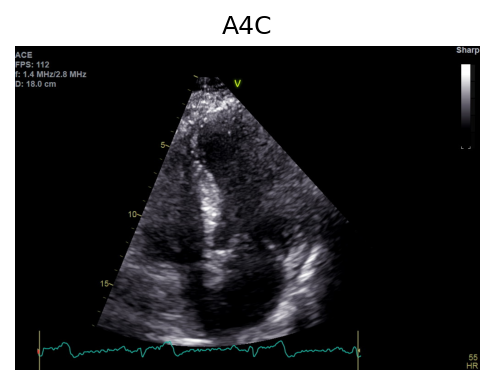 A4C
ACE
FPS: 112
f: 1.4 MHz/2.8 MHz
D: 18.0 cm
Sharp
V
5
10
15
55
HR